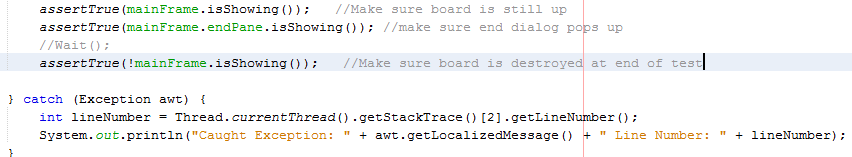 assertTrue(mainFrame.isShowing());   //Make sure board is still up
assertTrue(mainFrame.endPane.isShowing()); //make sure end dialog pops up
//Wait();
assertTrue(!mainFrame.isShowing());   //Make sure board is destroyed at end of test
} catch (Exception awt) {
int lineNumber = Thread.currentThread().getStackTrace()[2].getLineNumber();
System.out.println("Caught Exception: " + awt.getLocalizedMessage() + " Line Number: " + lineNumber);
}